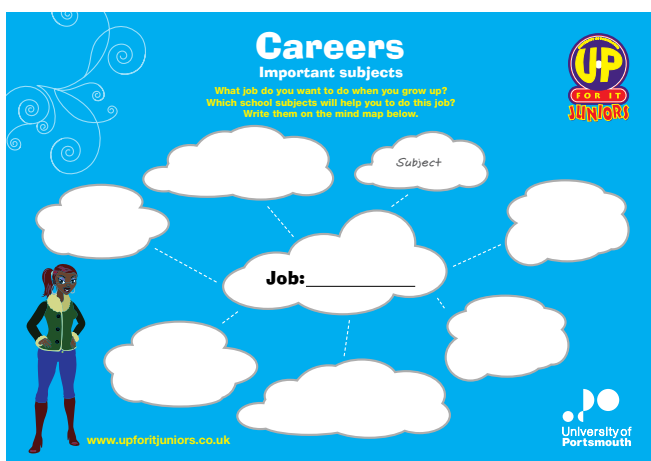 Careers
Important subjects
What job do you want to do when you grow up?
Which school subjects will help you to do this job?
Write them on the mind map below.
UP
FOR IT
JUNIORS
Subject
Job:______________
www.upforitjuniors.co.uk
University of
Portsmouth